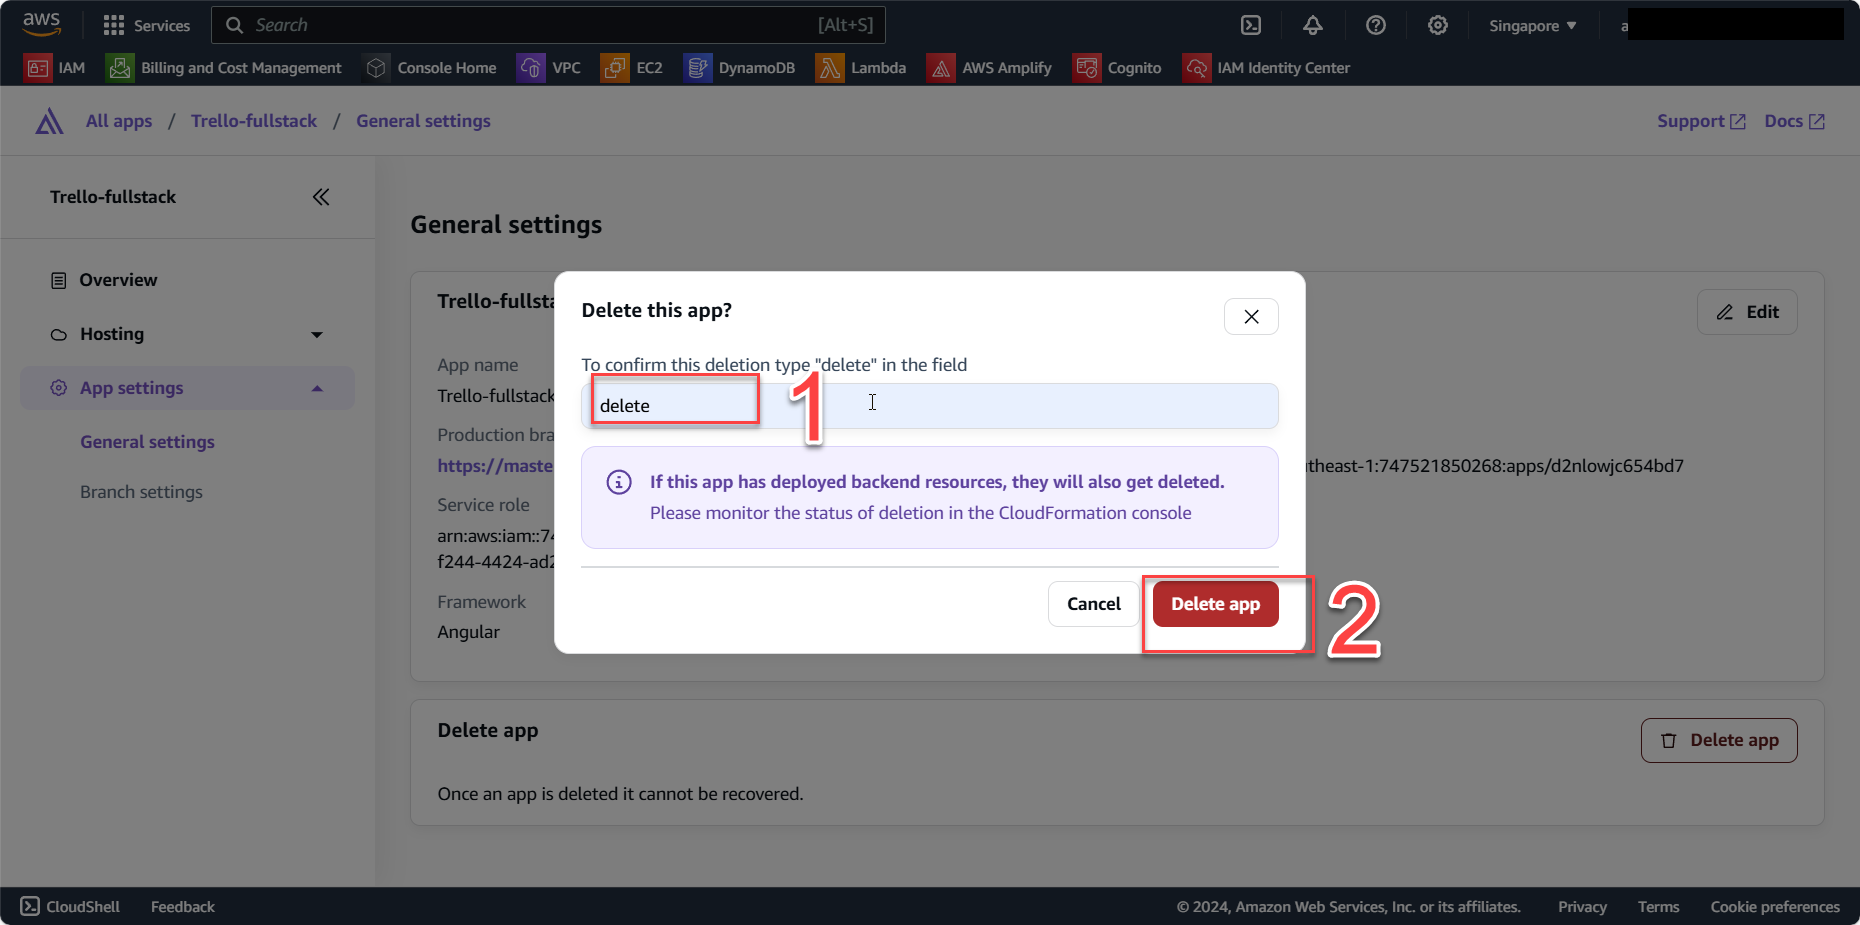 aws
Services
Search
[Alt+S]
Singapore ▼
a
IAM
Billing and Cost Management
Console Home
VPC
EC2
DynamoDB
Lambda
AWS Amplify
Cognito
IAM Identity Center
All apps / Trello-fullstack / General settings
Support
Docs
Trello-fullstack
Overview
Hosting
App settings
General settings
Branch settings
General settings
Trello-fullsta
Edit
App name
Trello-fullstack
Production bra
https://maste
theast-1:747521850268:apps/d2nlowjc654bd7
Service role
arn:aws:iam::74
f244-4424-ad2
Framework
Angular
Delete this app?
To confirm this deletion type "delete" in the field
delete
1
If this app has deployed backend resources, they will also get deleted.
Please monitor the status of deletion in the CloudFormation console
Cancel
Delete app
2
Delete app
Delete app
Once an app is deleted it cannot be recovered.
CloudShell
Feedback
© 2024, Amazon Web Services, Inc. or its affiliates.
Privacy
Terms
Cookie preferences